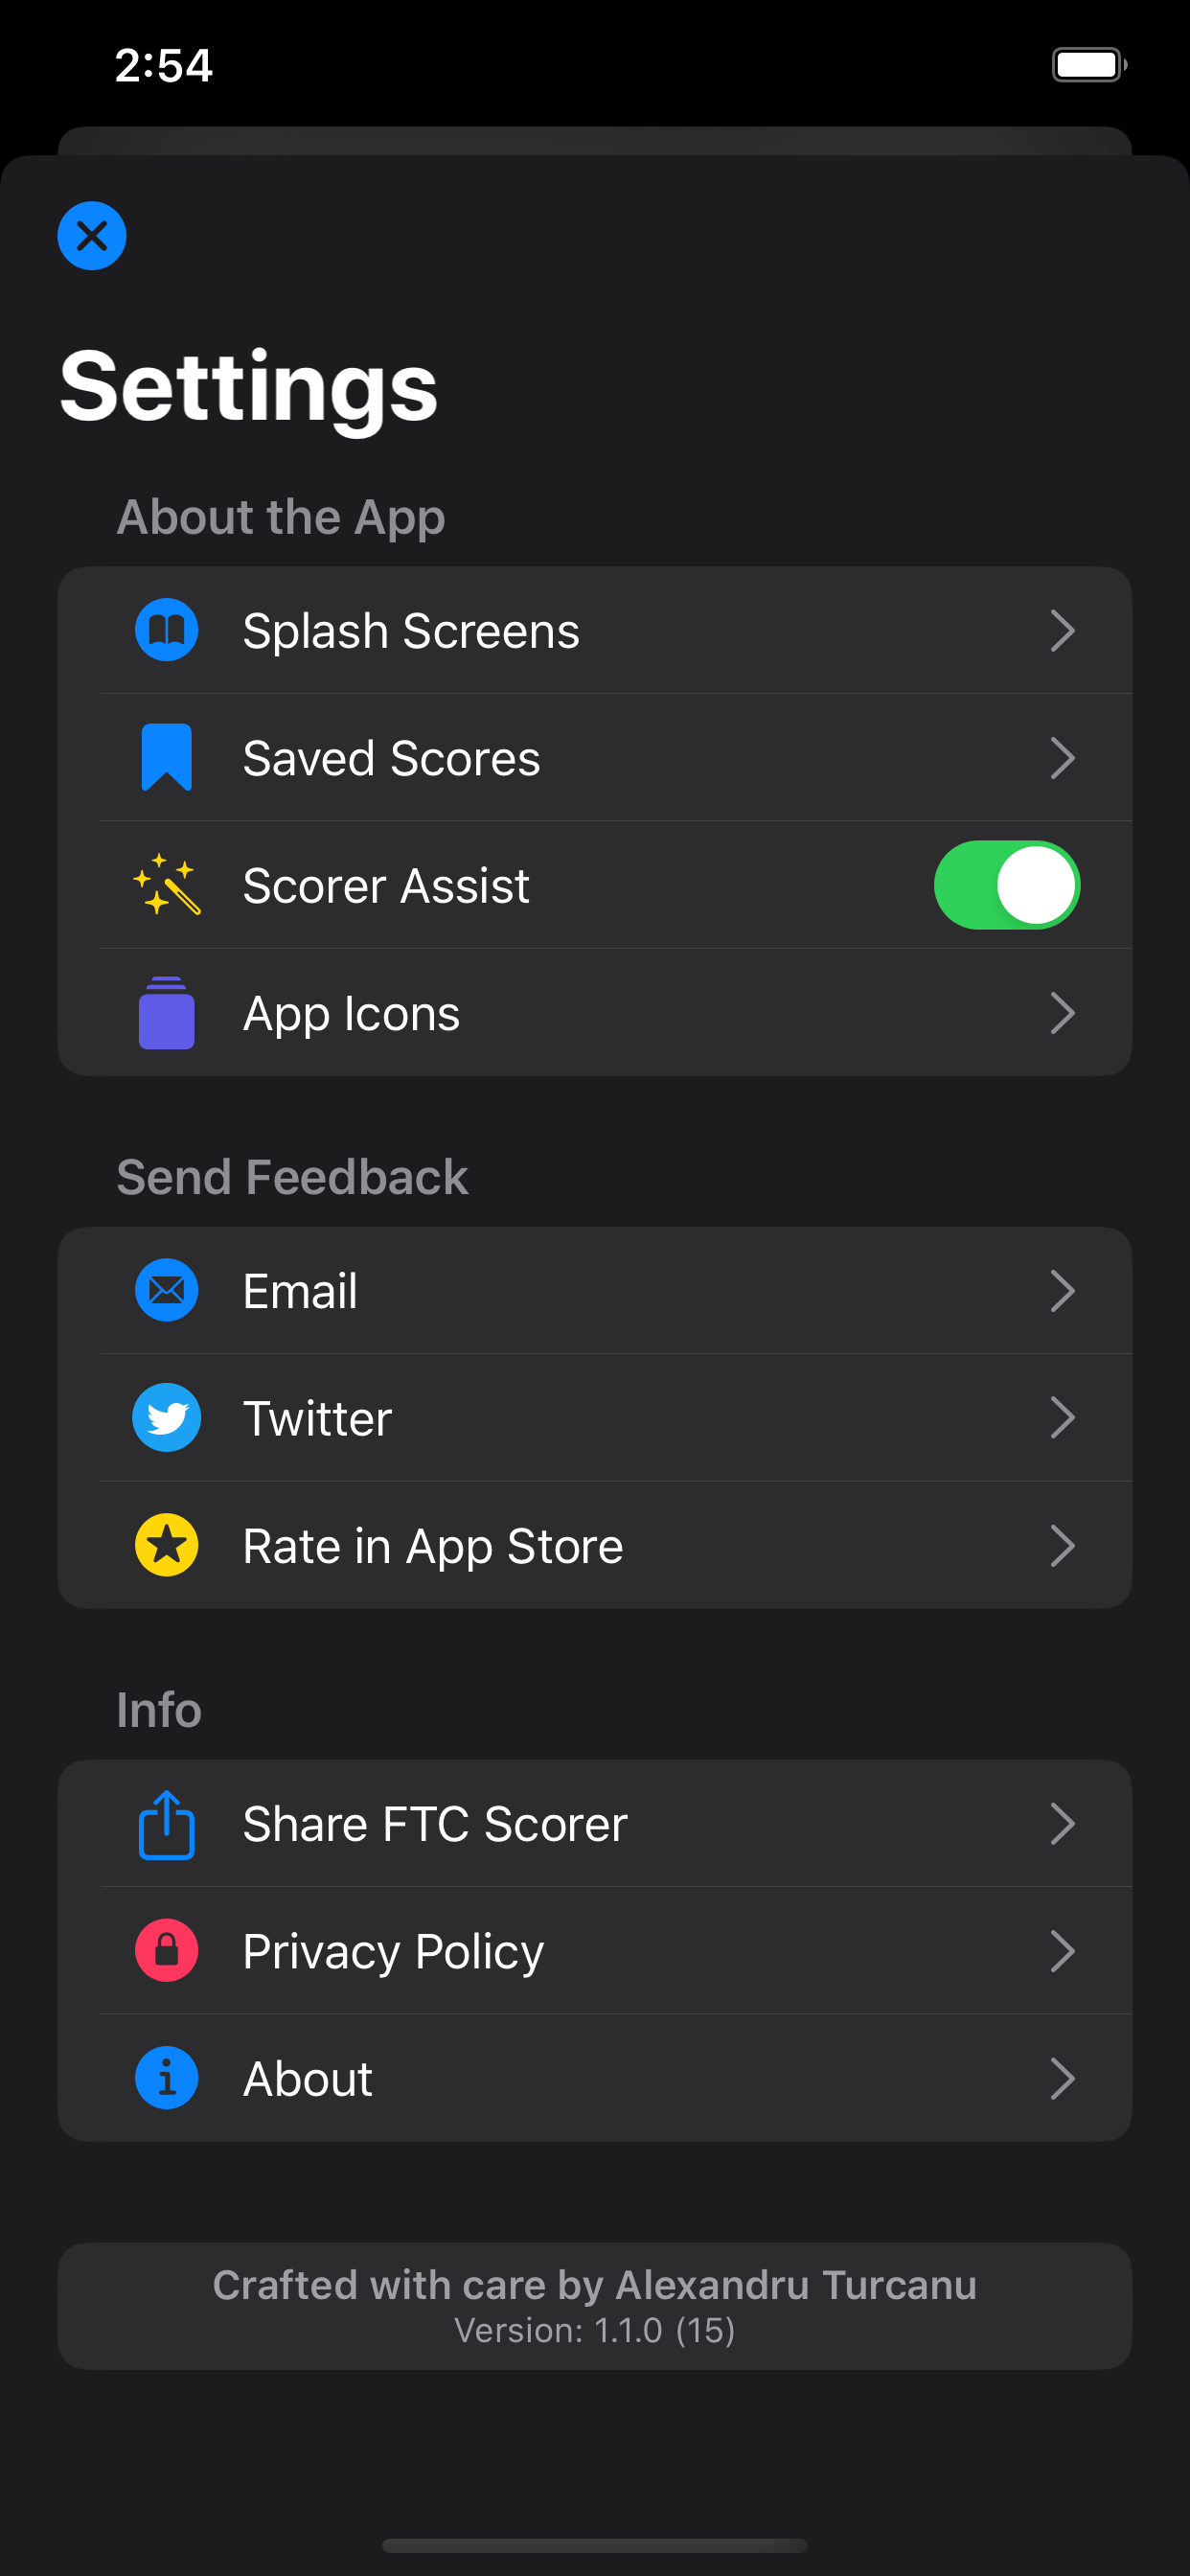 2:54
Settings
About the App
Splash Screens
Saved Scores
Scorer Assist
App Icons
Send Feedback
Email
Twitter
Rate in App Store
Info
Share FTC Scorer
Privacy Policy
About
Crafted with care by Alexandru Turcanu
Version: 1.1.0 (15)